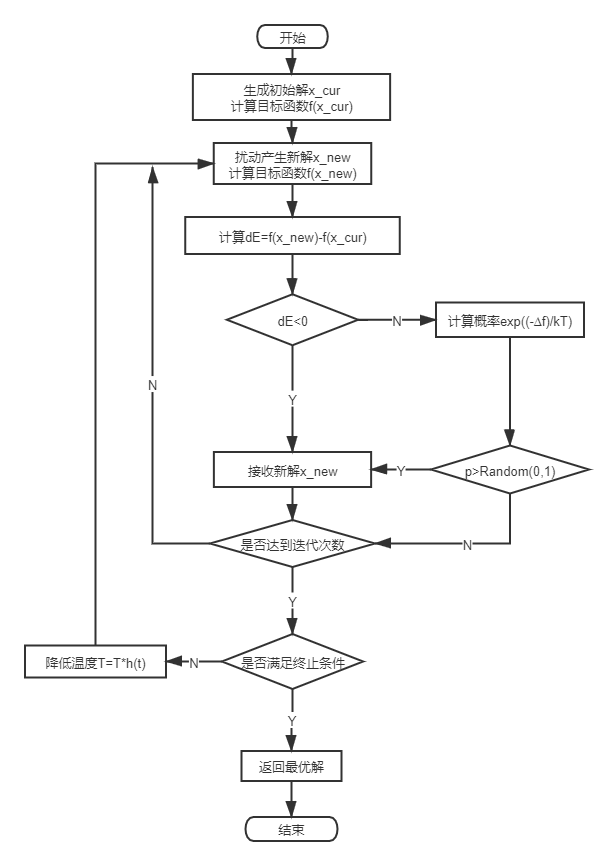 开始
生成初始解x_cur
计算目标函数f(x_cur)
扰动产生新解x_new
计算目标函数f(x_new)
计算dE=f(x_new)-f(x_cur)
dE<0
N
计算概率exp((-Δf)/kT)
N
Y
接收新解x_new
Y
p>Random(0,1)
是否达到迭代次数
N
Y
降低温度T=T*h(t)
N
是否满足终止条件
Y
返回最优解
结束